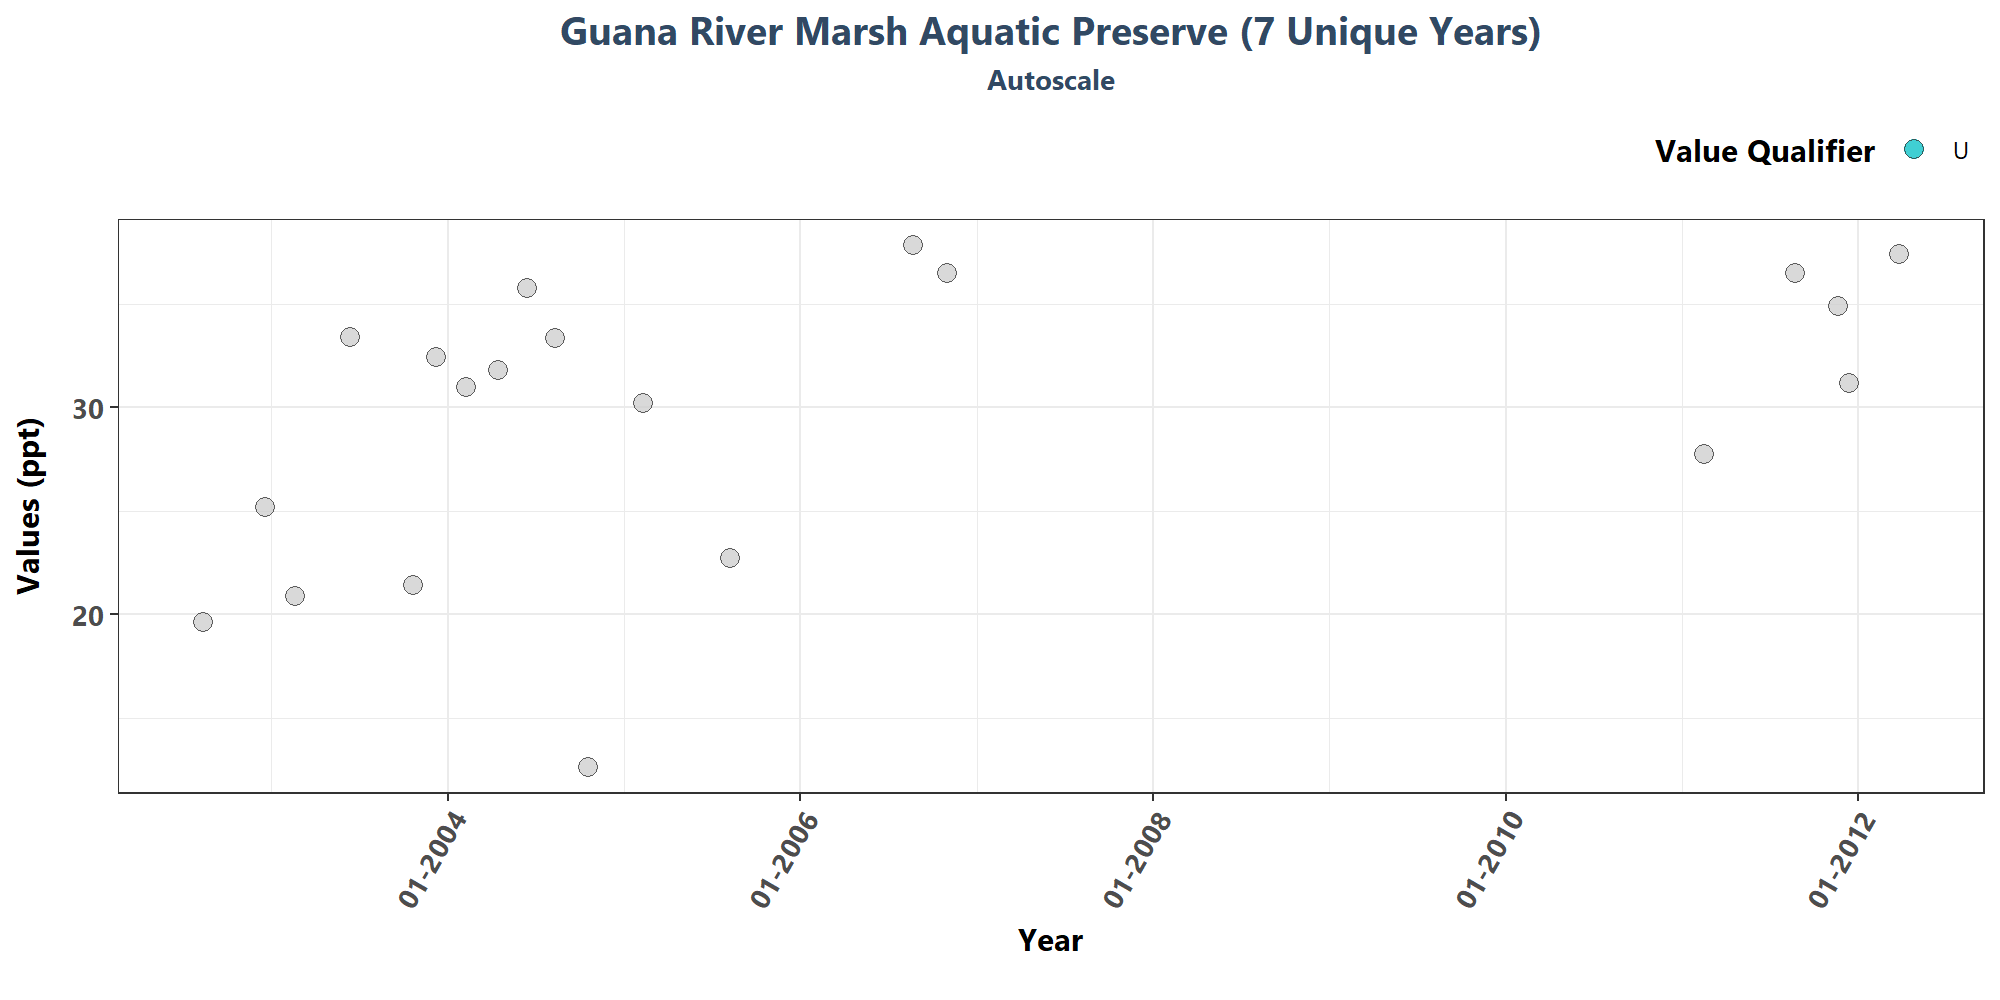 Guana River Marsh Aquatic Preserve (7 Unique Years)
Autoscale
Value Qualifier U
Values (ppt)
30
20
01-2004 01-2006 01-2008 01-2010 01-2012
Year